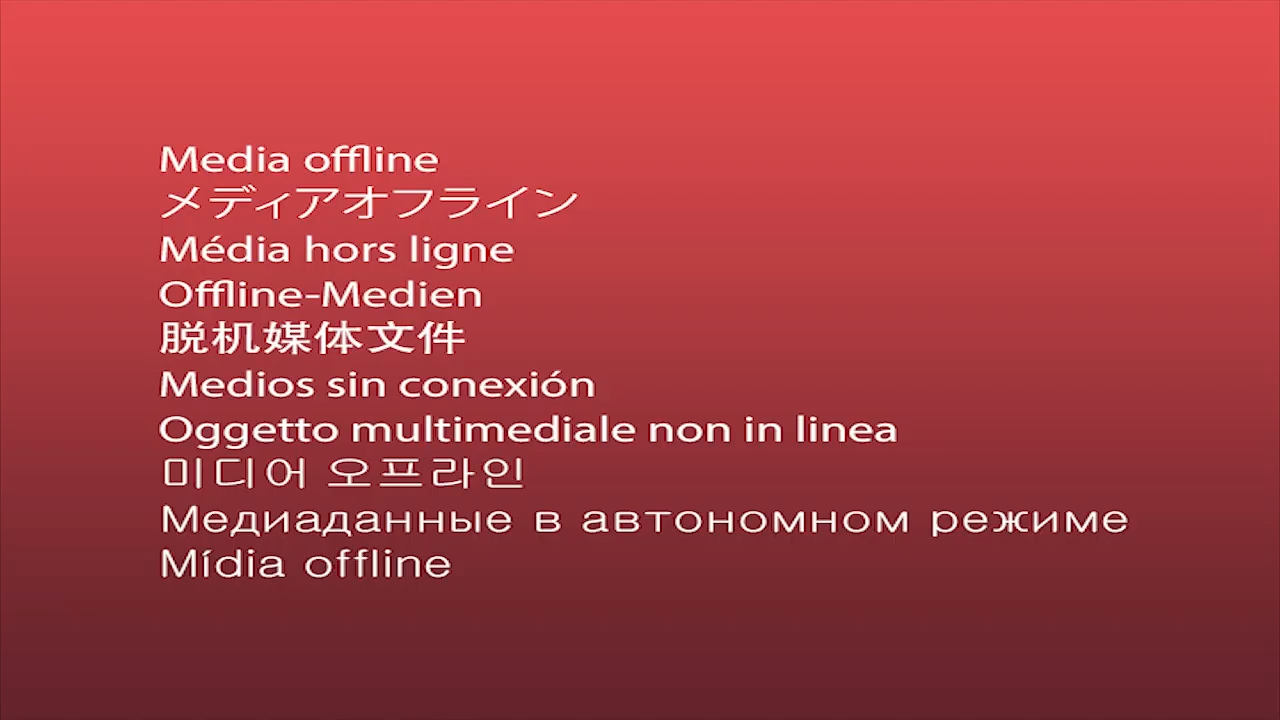 Media offline
メディアオフライン
Média hors ligne
Offline-Medien
脱机媒体文件
Medios sin conexión
Oggetto multimediale non in linea
미디어 오프라인
Медиаданные в автономном режиме
Mídia offline